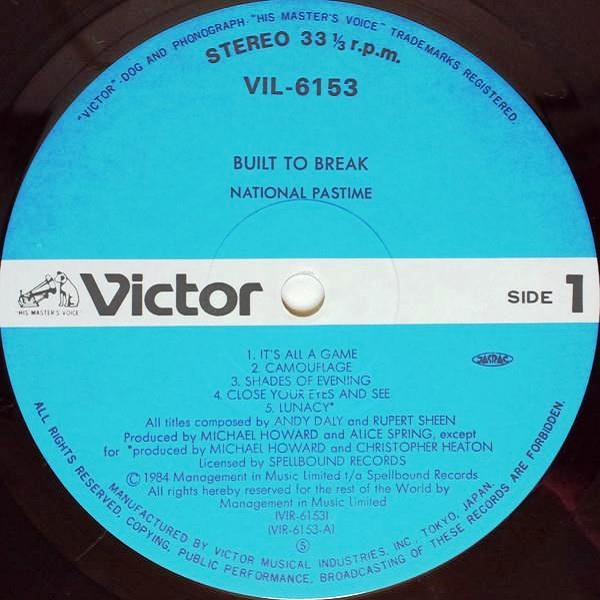 "VICTOR"-DOG AND PHONOGRAPH-"HIS MASTER'S VOICE" TRADEMARKS REGISTERED.
STEREO 33 1/3 r.p.m.
VIL-6153
BUILT TO BREAK
NATIONAL PASTIME
"HIS MASTER'S VOICE"
Victor
SIDE 1
1. IT'S ALL A GAME
2. CAMOUFLAGE
3. SHADES OF EVENING
4. CLOSE YOUR EYES AND SEE
5. LUNACY*
JASRAC
All titles composed by ANDY DALY and RUPERT SHEEN
Produced by MICHAEL HOWARD and ALICE SPRING, except
for *produced by MICHAEL HOWARD and CHRISTOPHER HEATON
Licensed by SPELLBOUND RECORDS
© 1984 Management in Music Limited t/a Spellbound Records
All rights hereby reserved for the rest of the World by
Management in Music Limited
(VIR-6153)
(VIR-6153-A)
Ⓢ
MANUFACTURED BY VICTOR MUSICAL INDUSTRIES, INC., TOKYO, JAPAN.
ALL RIGHTS RESERVED. COPYING, PUBLIC PERFORMANCE, BROADCASTING OF THESE RECORDS ARE FORBIDDEN.